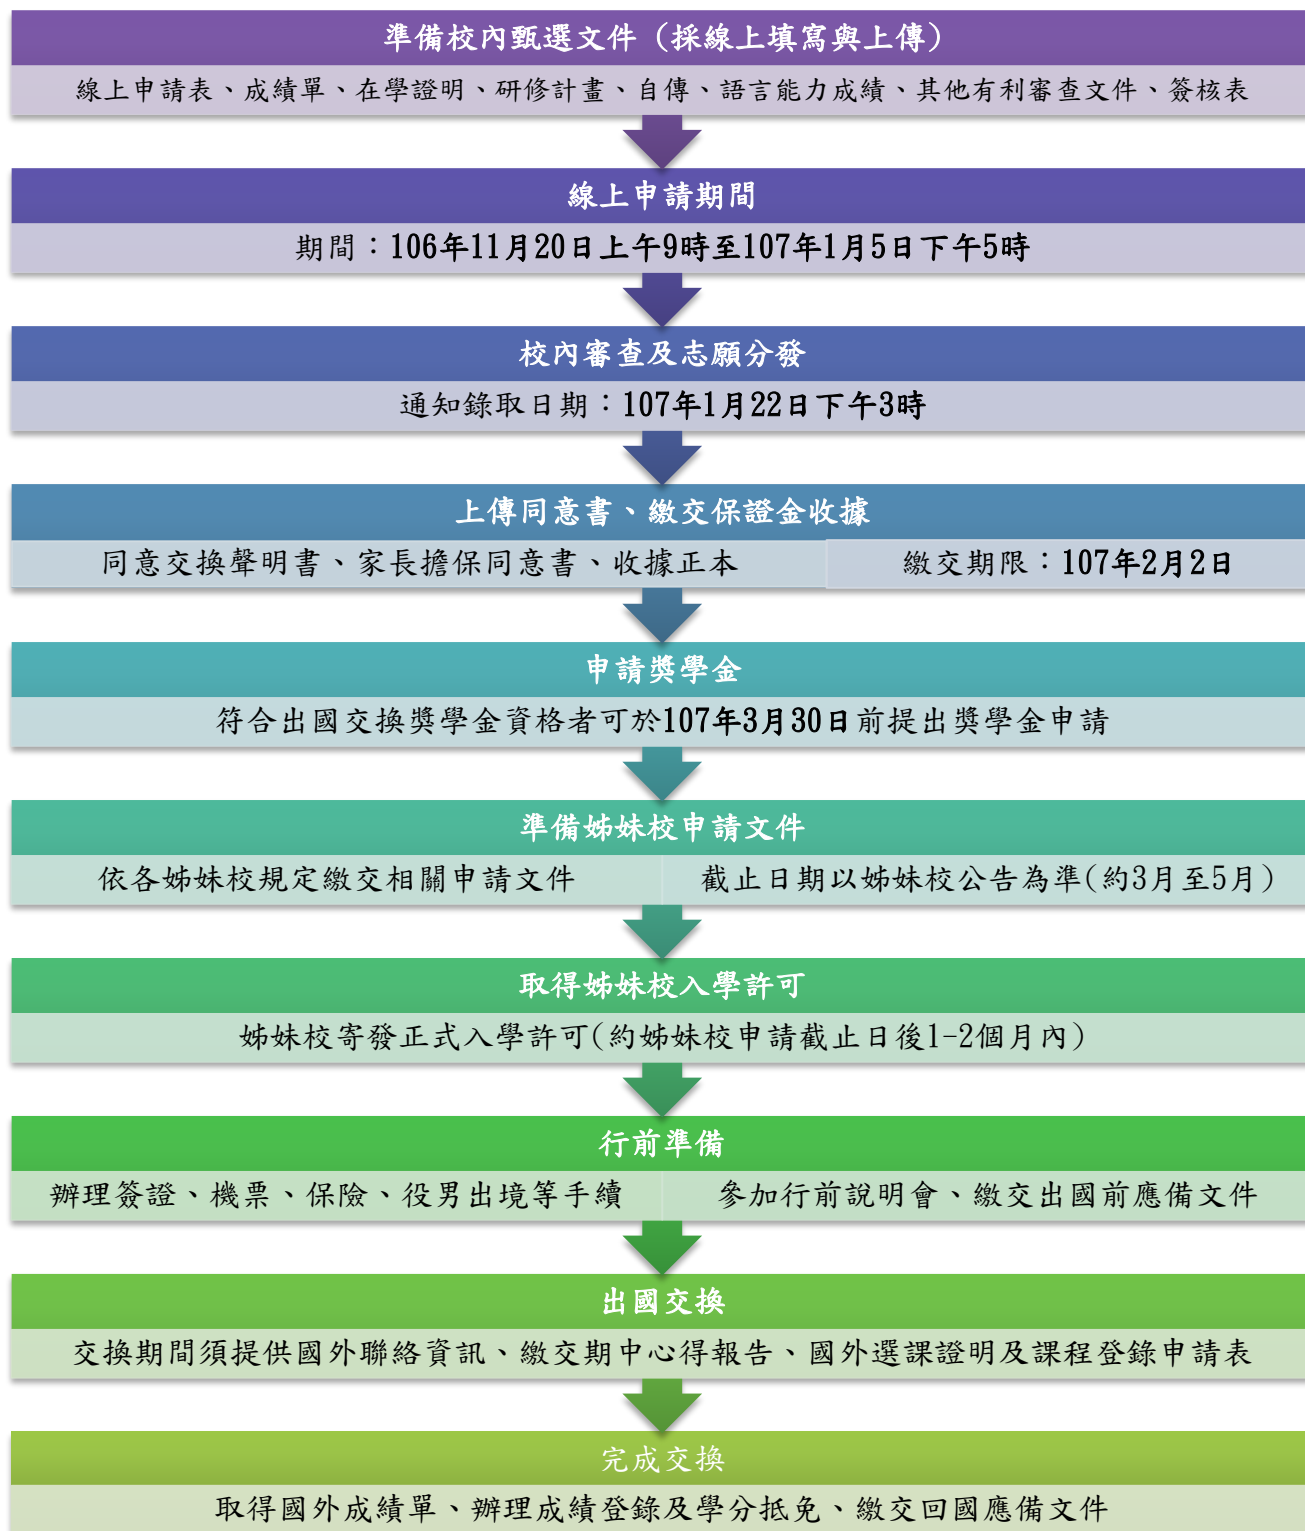 準備校內甄選文件（採線上填寫與上傳）
線上申請表、成績單、在學證明、研修計畫、自傳、語言能力成績、其他有利審查文件、簽核表
線上申請期間
期間：106年11月20日上午9時至107年1月5日下午5時
校內審查及志願分發
通知錄取日期：107年1月22日下午3時
上傳同意書、繳交保證金收據
同意交換聲明書、家長擔保同意書、收據正本
繳交期限：107年2月2日
申請獎學金
符合出國交換獎學金資格者可於107年3月30日前提出獎學金申請
準備姊妹校申請文件
依各姊妹校規定繳交相關申請文件
截止日期以姊妹校公告為準(約3月至5月)
取得姊妹校入學許可
姊妹校寄發正式入學許可(約姊妹校申請截止日後1-2個月內)
行前準備
辦理簽證、機票、保險、役男出境等手續
參加行前說明會、繳交出國前應備文件
出國交換
交換期間須提供國外聯絡資訊、繳交期中心得報告、國外選課證明及課程登錄申請表
完成交換
取得國外成績單、辦理成績登錄及學分抵免、繳交回國應備文件